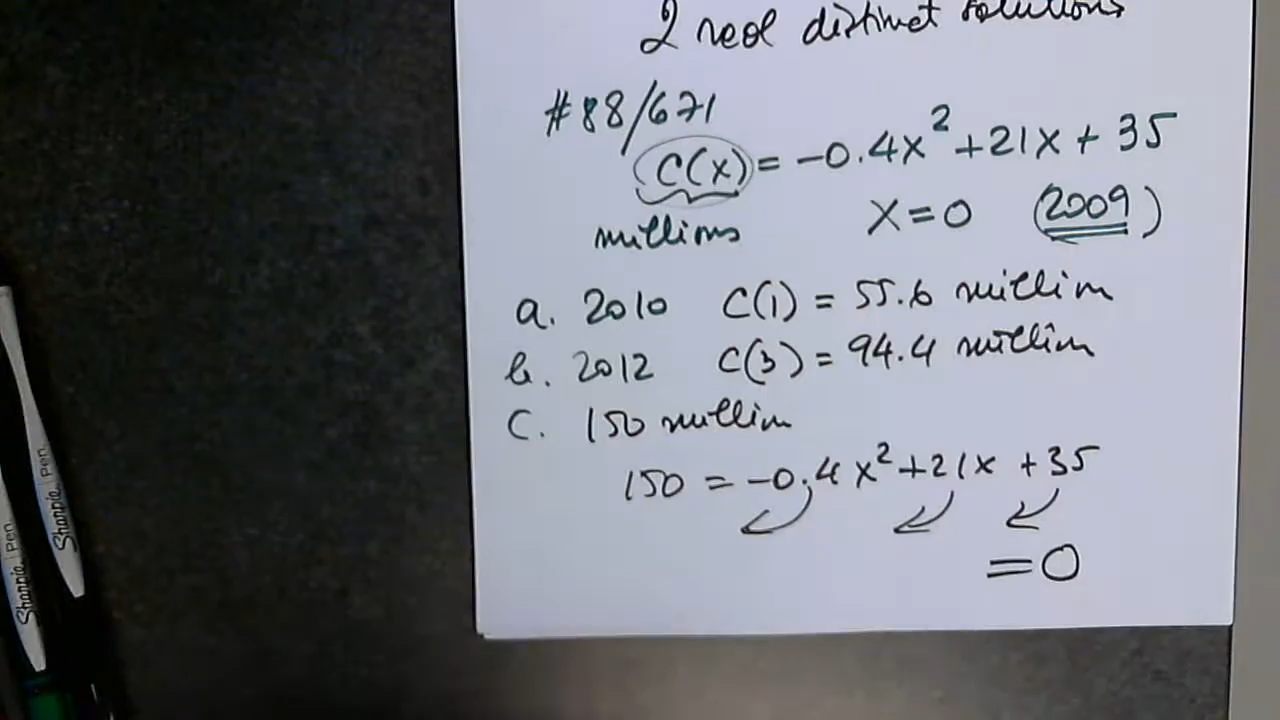 2 real distinct solutions
#88/671
C(x) = -0.4x² + 21x + 35
millions x = 0 (2009)
a. 2010 C(1) = 55.6 million
b. 2012 C(3) = 94.4 million
C. 150 million
150 = -0.4x² + 21x + 35
= 0
Sharpie PEN
Sharpie PEN